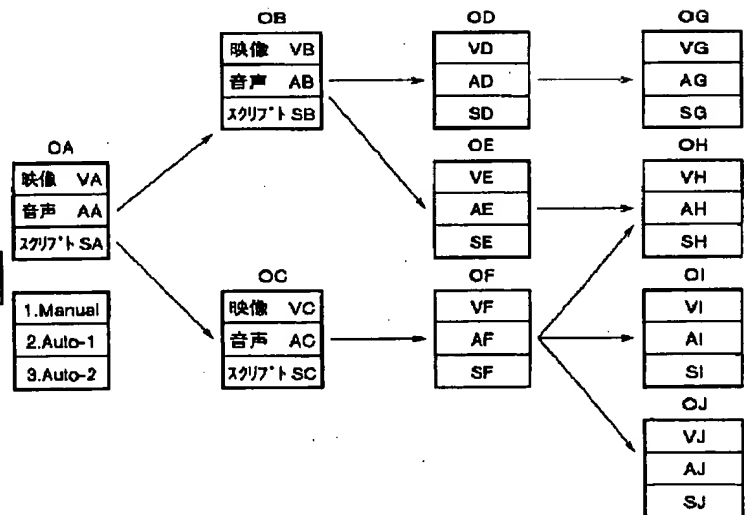 OA
映像 VA
音声 AA
スクリプト SA
1.Manual
2.Auto-1
3.Auto-2
OB
映像 VB
音声 AB
スクリプト SB
OC
映像 VC
音声 AC
スクリプト SC
OD
VD
AD
SD
OE
VE
AE
SE
OF
VF
AF
SF
OG
VG
AG
SG
OH
VH
AH
SH
OI
VI
AI
SI
OJ
VJ
AJ
SJ